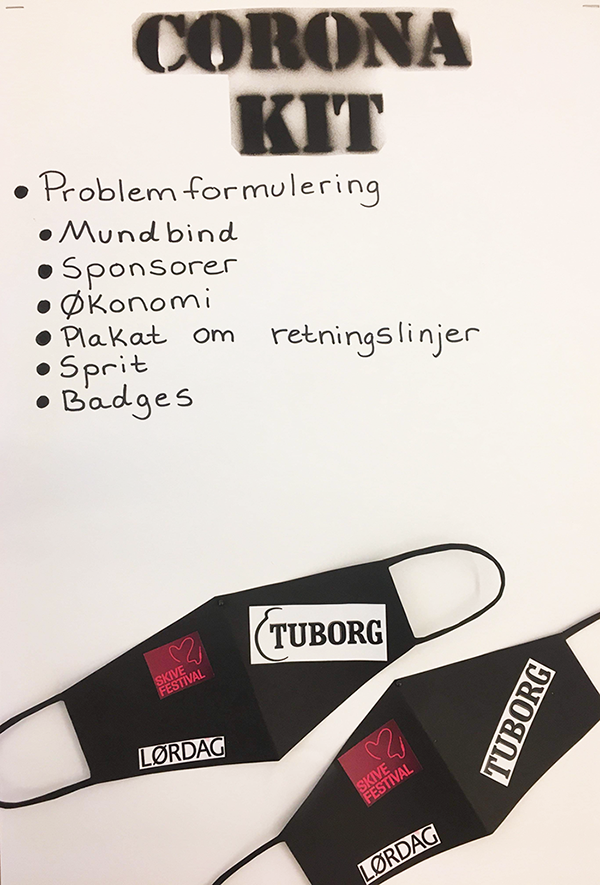 CORONA
KIT
• Problemformulering
• Mundbind
• Sponsorer
• Økonomi
• Plakat om retningslinjer
• Sprit
• Badges
TUBORG
SKIVE
FESTIVAL
LØRDAG
TUBORG
SKIVE
FESTIVAL
LØRDAG